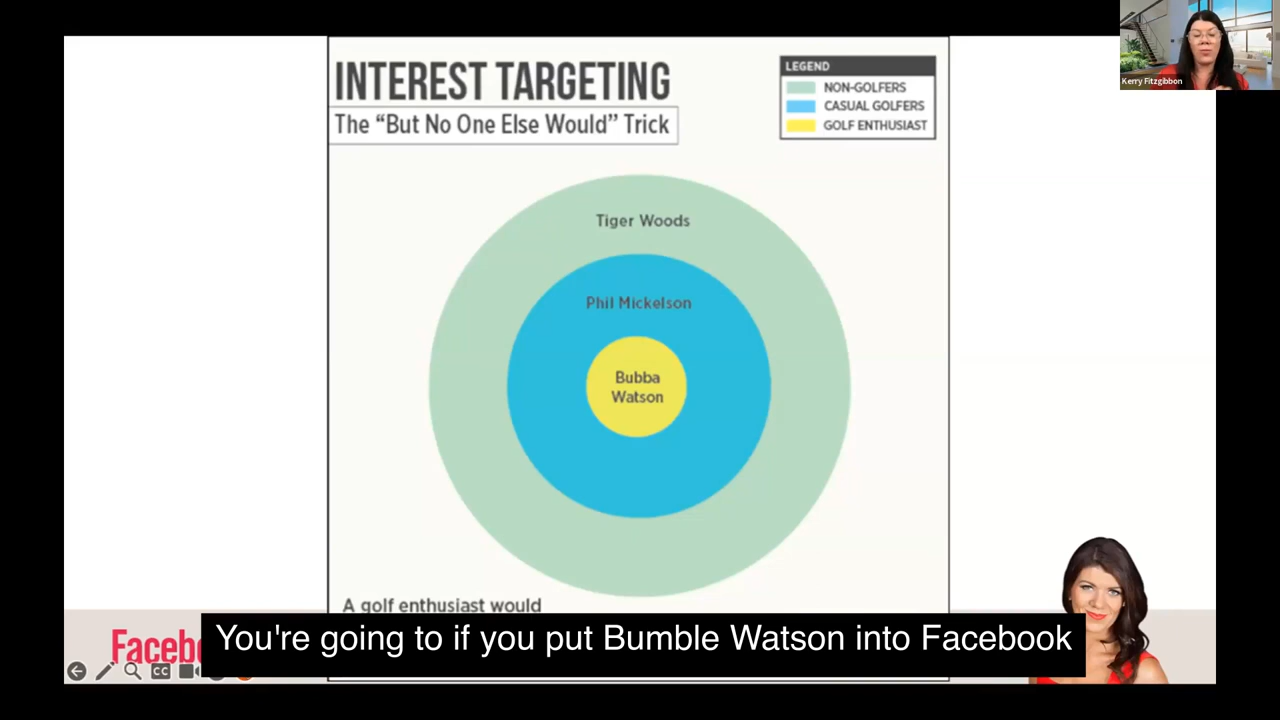 Kerry Fitzgibbon
INTEREST TARGETING
The “But No One Else Would” Trick
LEGEND
NON-GOLFERS
CASUAL GOLFERS
GOLF ENTHUSIAST
Tiger Woods
Phil Mickelson
Bubba
Watson
A golf enthusiast would
You're going to if you put Bumble Watson into Facebook
CC